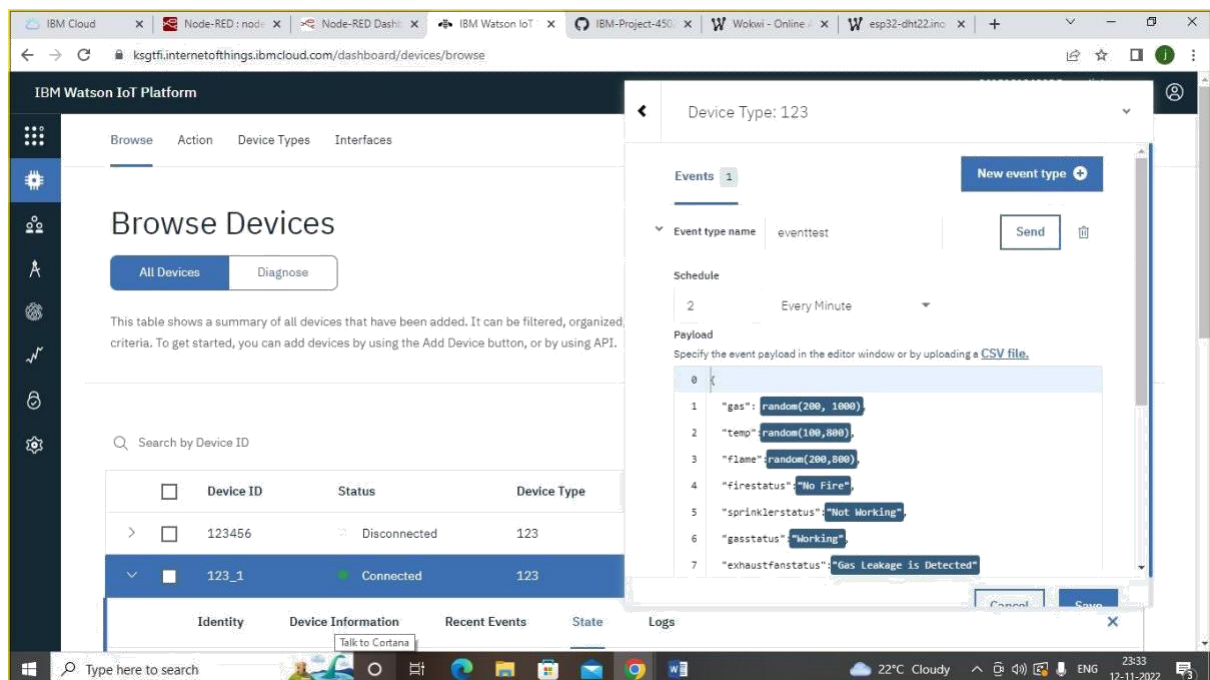 IBM Cloud
Node-RED : node
Node-RED Dash
IBM Watson IoT
IBM-Project-450
Wokwi - Online
esp32-dht22.ino
ksgtfi.internetofthings.ibmcloud.com/dashboard/devices/browse
j
IBM Watson IoT Platform
Device Type: 123
Browse Action Device Types Interfaces
Events 1
New event type
Browse Devices
Event type name eventtest Send
All Devices Diagnose
Schedule
2 Every Minute
This table shows a summary of all devices that have been added. It can be filtered, organized,
criteria. To get started, you can add devices by using the Add Device button, or by using API.
Payload
Specify the event payload in the editor window or by uploading a CSV file.
0 {
1 "gas": random(200, 1000),
2 "temp":random(100,800),
3 "flame":random(200,800),
4 "firestatus":"No Fire",
5 "sprinklerstatus":"Not Working",
6 "gasstatus":"Working",
7 "exhaustfanstatus":"Gas Leakage is Detected"
Cancel Save
Search by Device ID
Device ID Status Device Type
123456 Disconnected 123
123_1 Connected 123
Identity Device Information Recent Events State Logs
Talk to Cortana
Type here to search
22°C Cloudy
ENG
23:33
12-11-2022